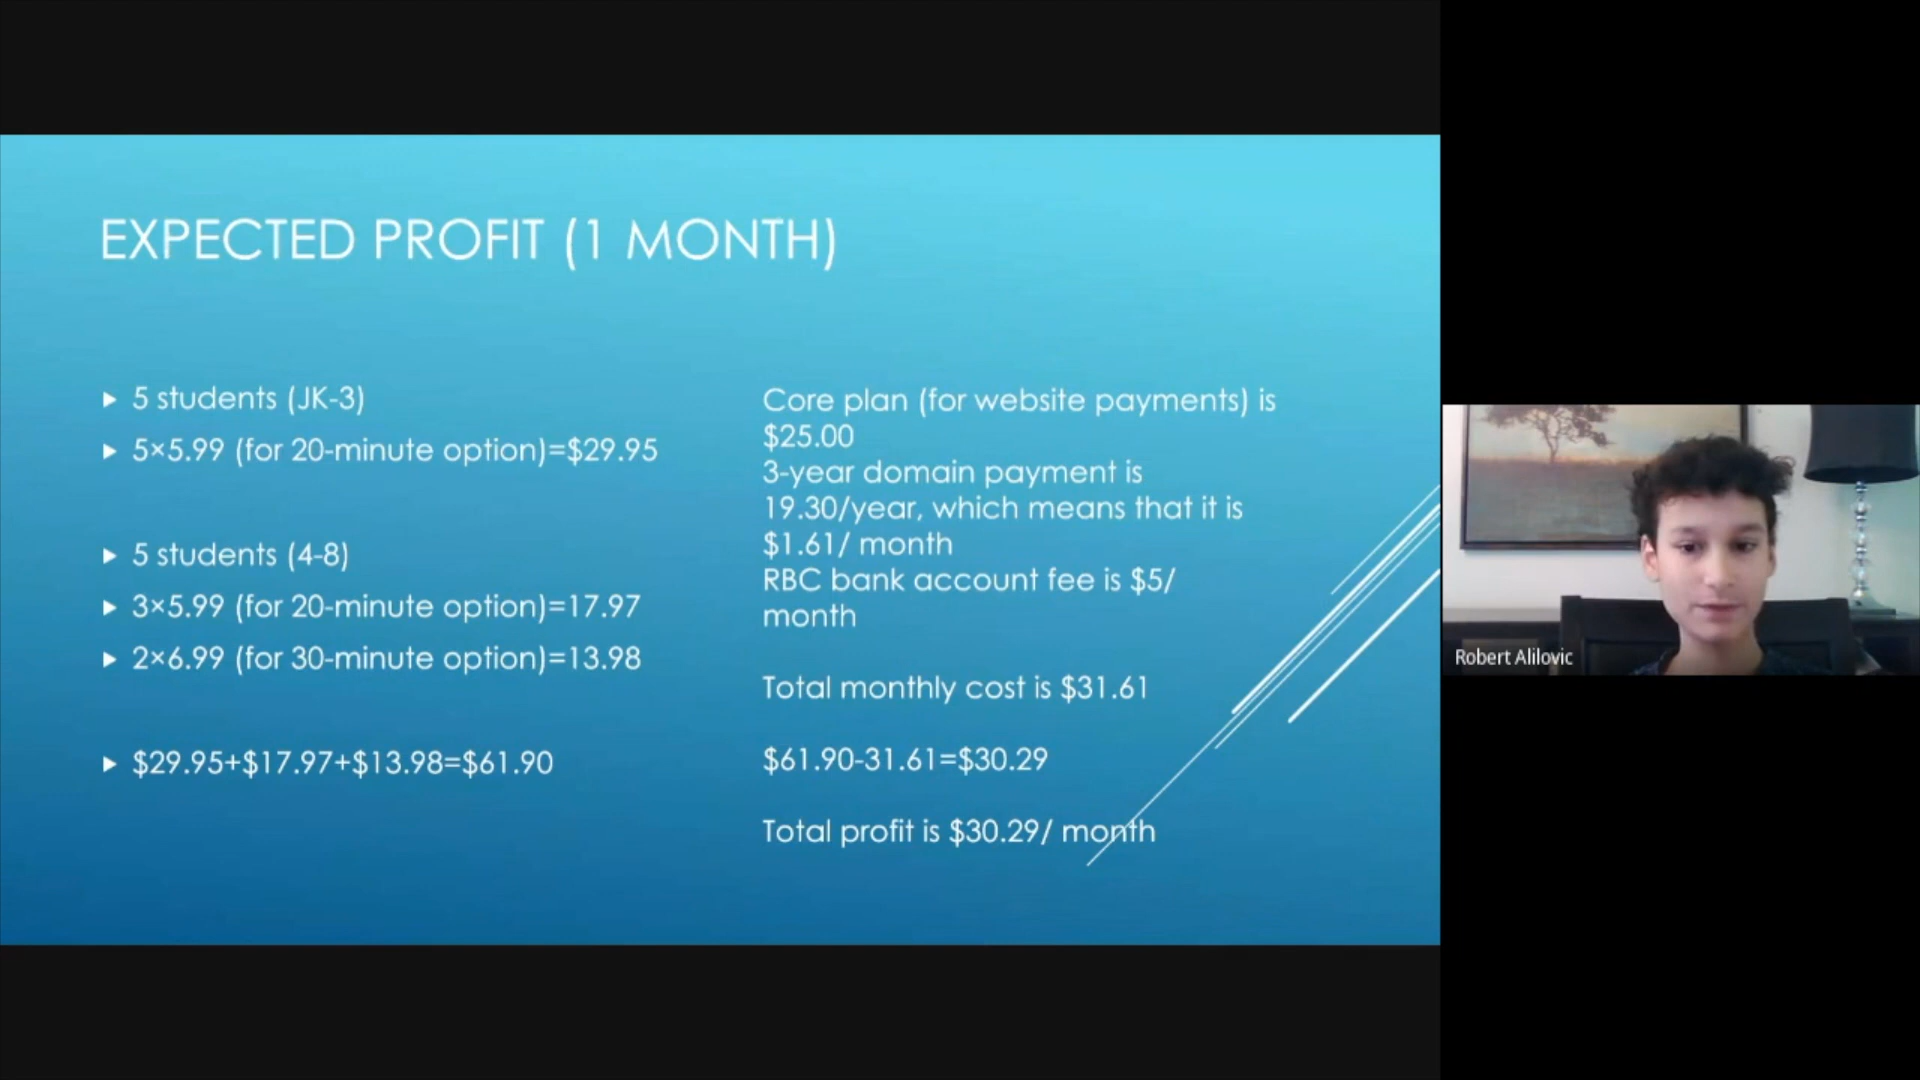 EXPECTED PROFIT (1 MONTH)
5 students (JK-3)
5×5.99 (for 20-minute option)=$29.95
5 students (4-8)
3×5.99 (for 20-minute option)=17.97
2×6.99 (for 30-minute option)=13.98
$29.95+$17.97+$13.98=$61.90
Core plan (for website payments) is
$25.00
3-year domain payment is
19.30/year, which means that it is
$1.61/ month
RBC bank account fee is $5/
month
Total monthly cost is $31.61
$61.90-31.61=$30.29
Total profit is $30.29/ month
Robert Alilovic